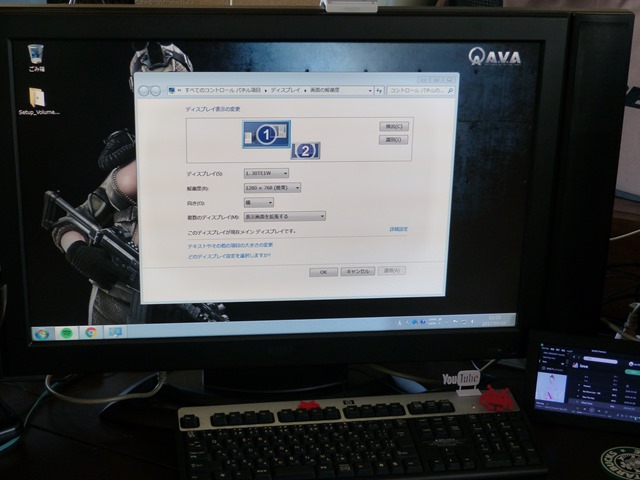 ごみ箱
Setup_Volume...
AVA
すべてのコントロール パネル項目 ▸ ディスプレイ ▸ 画面の解像度
コントロール パネルの...
ディスプレイ表示の変更
1
2
検出(C)
識別(I)
ディスプレイ(S):
解像度(R):
1280 × 768 (推奨)
向き(O):
横
複数のディスプレイ(M):
表示画面を拡張する
このディスプレイが現在メイン ディスプレイです。
詳細設定
テキストやその他の項目の大きさの変更
どのディスプレイ設定を選択しますか?
OK
キャンセル
適用(A)
YouTube
hp